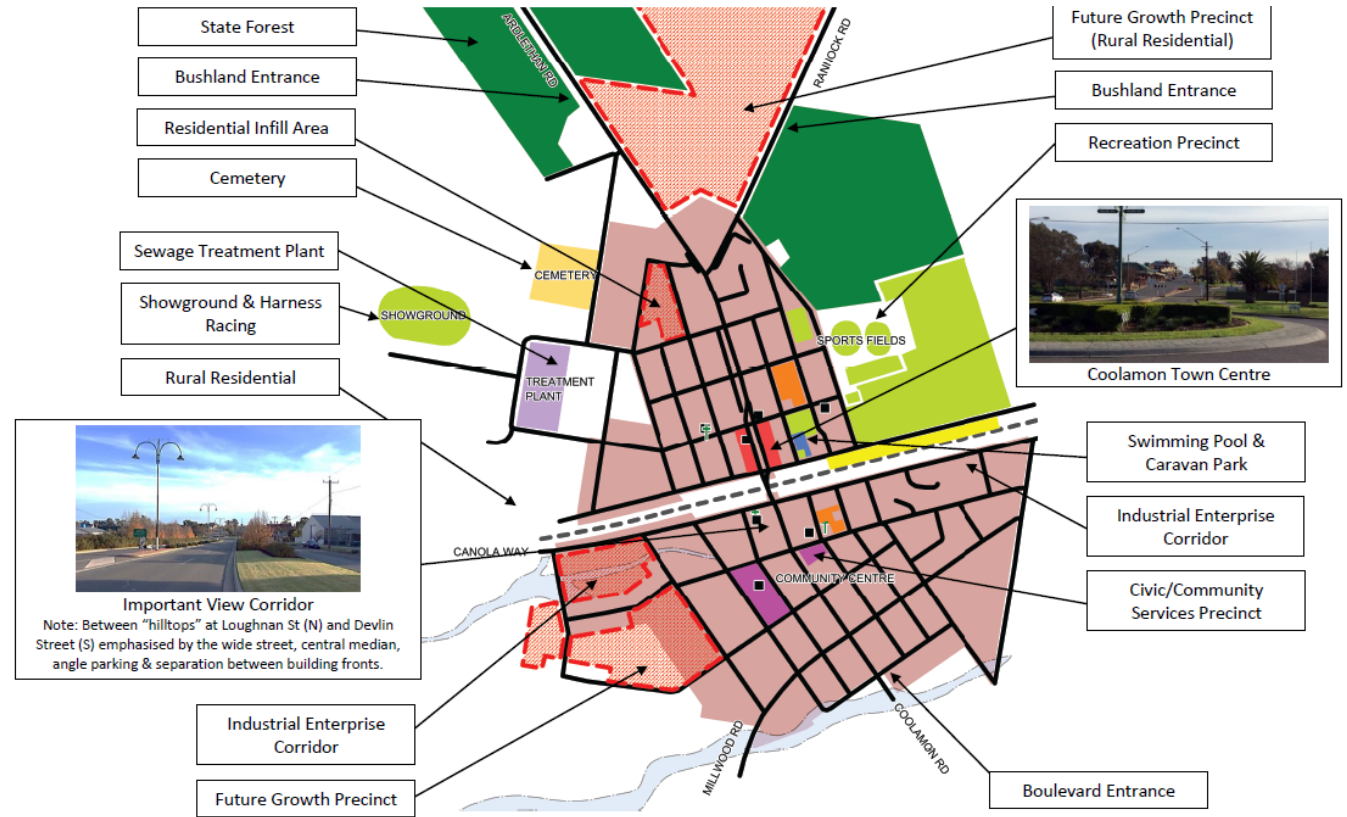 State Forest
Bushland Entrance
Residential Infill Area
Cemetery
Sewage Treatment Plant
Showground & Harness
Racing
Rural Residential
Important View Corridor
Note: Between "hilltops" at Loughnan St (N) and Devlin
Street (S) emphasised by the wide street, central median,
angle parking & separation between building fronts.
Industrial Enterprise
Corridor
Future Growth Precinct
ARDLETHAN RD
RANNOCK RD
CEMETERY
SHOWGROUND
TREATMENT
PLANT
SPORTS FIELDS
CANOLA WAY
COMMUNITY CENTRE
MILLWOOD RD
COOLAMON RD
Future Growth Precinct
(Rural Residential)
Bushland Entrance
Recreation Precinct
Coolamon Town Centre
Swimming Pool &
Caravan Park
Industrial Enterprise
Corridor
Civic/Community
Services Precinct
Boulevard Entrance